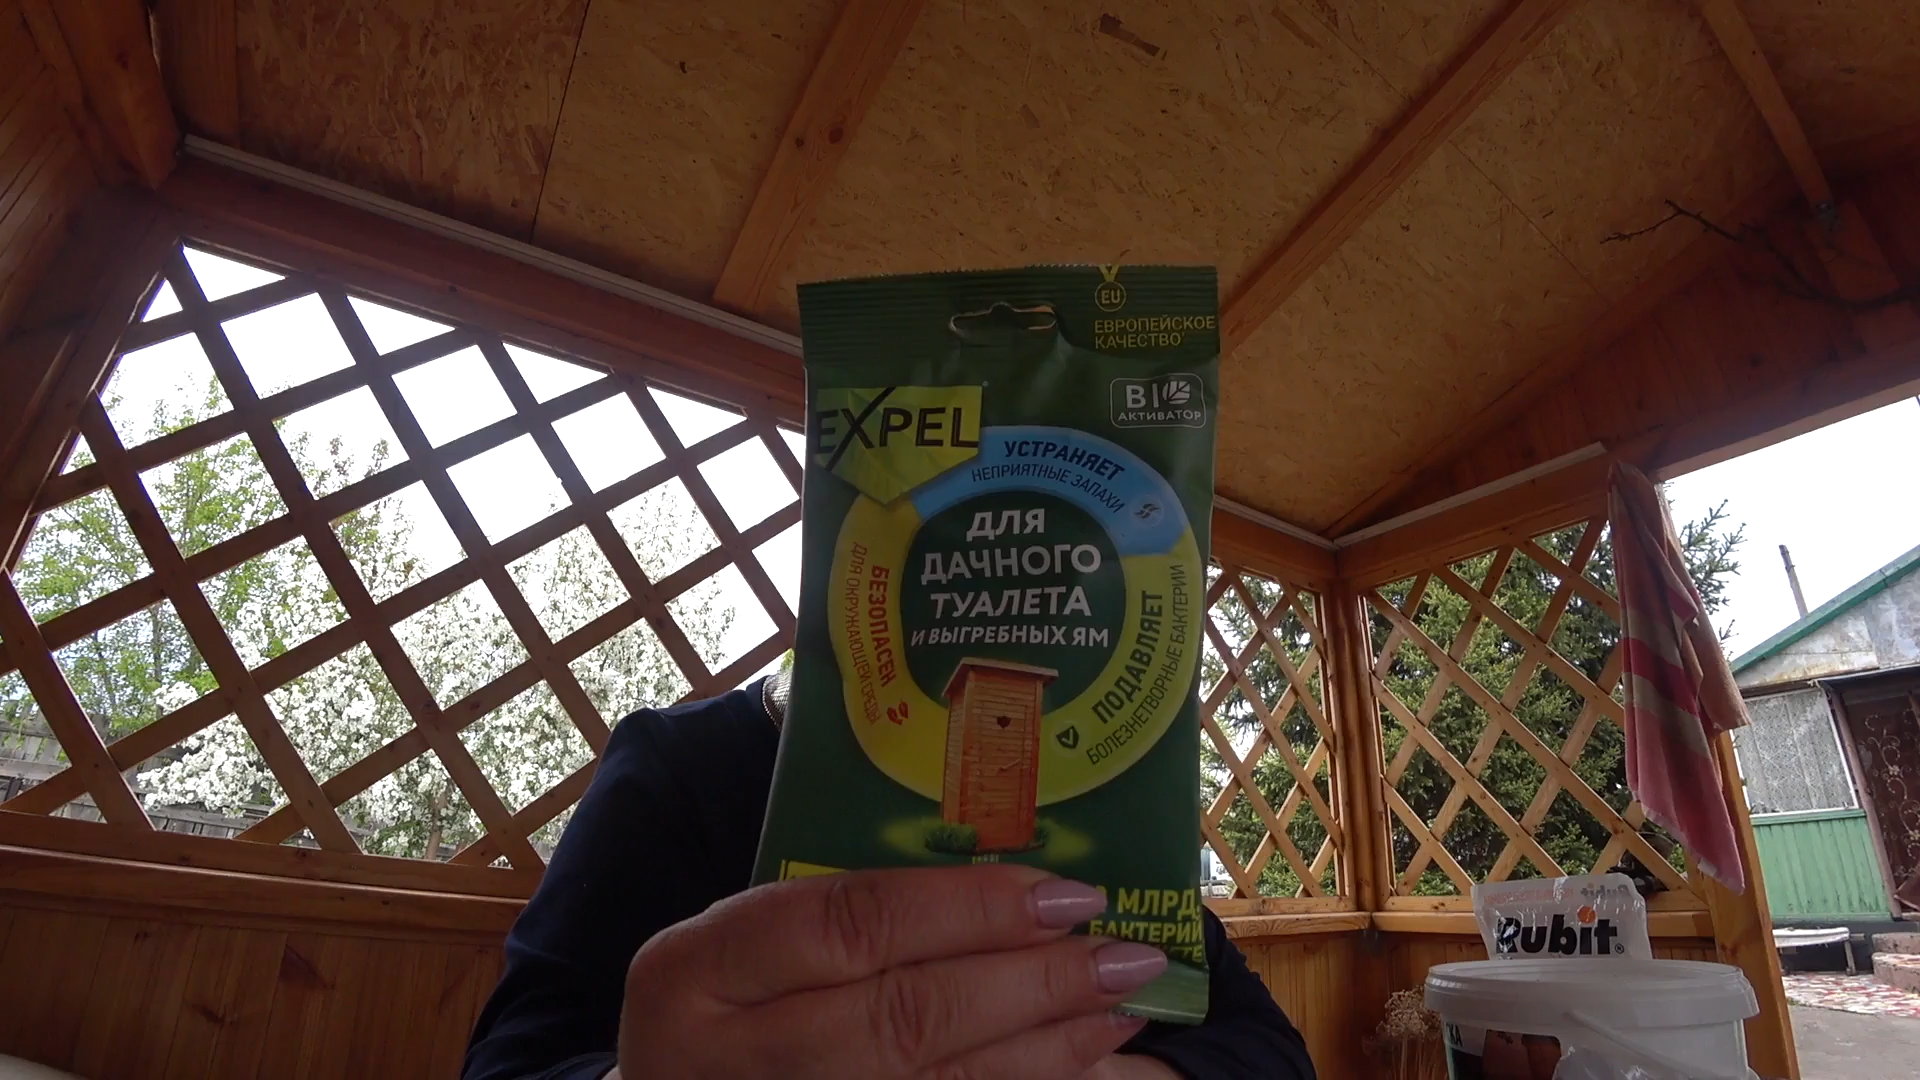 EU
ЕВРОПЕЙСКОЕ
КАЧЕСТВО
BIO
АКТИВАТОР
EXPEL
УСТРАНЯЕТ
НЕПРИЯТНЫЕ ЗАПАХИ
ДЛЯ
ДАЧНОГО
ТУАЛЕТА
И ВЫГРЕБНЫХ ЯМ
БЕЗОПАСЕН
ДЛЯ ОКРУЖАЮЩЕЙ СРЕДЫ
ПОДАВЛЯЕТ
БОЛЕЗНЕТВОРНЫЕ БАКТЕРИИ
МЛРД.
БАКТЕРИЙ
Rubit